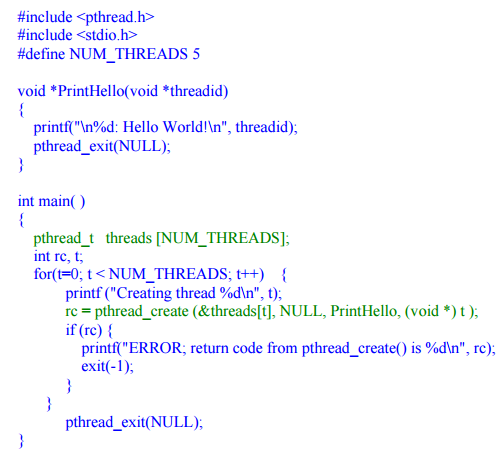 #include <pthread.h>
#include <stdio.h>
#define NUM_THREADS 5
void *PrintHello(void *threadid)
{
printf("\n%d: Hello World!\n", threadid);
pthread_exit(NULL);
}
int main( )
{
pthread_t threads [NUM_THREADS];
int rc, t;
for(t=0; t < NUM_THREADS; t++) {
printf ("Creating thread %d\n", t);
rc = pthread_create (&threads[t], NULL, PrintHello, (void *) t );
if (rc) {
printf("ERROR; return code from pthread_create() is %d\n", rc);
exit(-1);
}
}
pthread_exit(NULL);
}